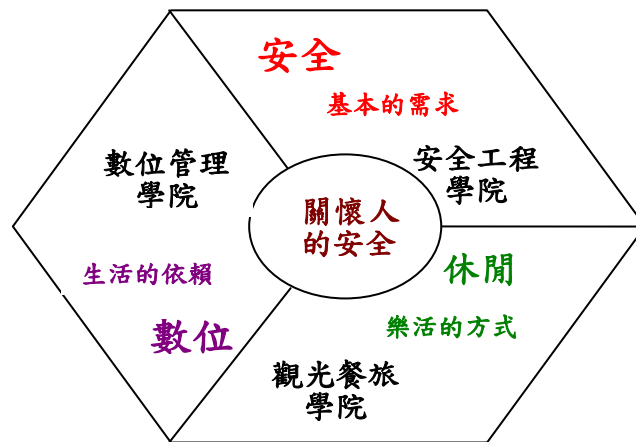 安全
基本的需求
安全工程
學院
數位管理
學院
生活的依賴
數位
關懷人
的安全
休閒
樂活的方式
觀光餐旅
學院